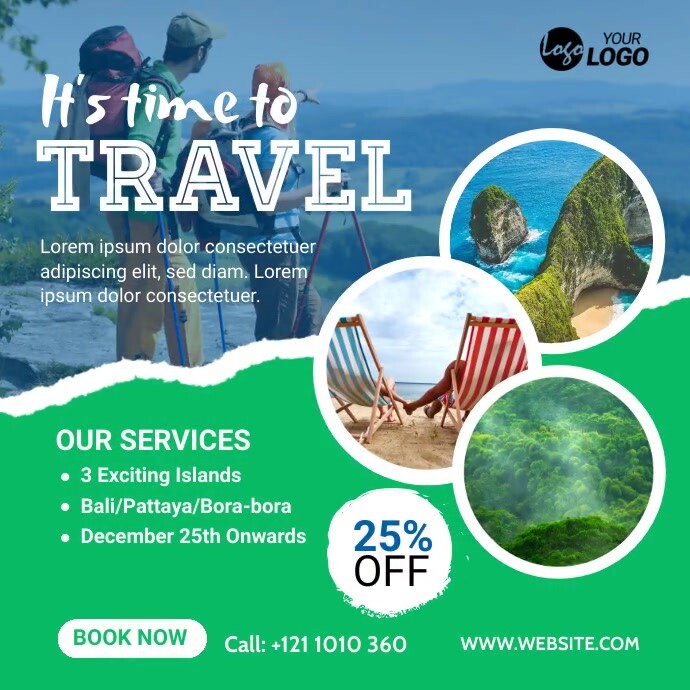 Logo YOUR LOGO
It's time to
TRAVEL
Lorem ipsum dolor consectetuer
adipiscing elit, sed diam. Lorem
ipsum dolor consectetuer.
OUR SERVICES
• 3 Exciting Islands
• Bali/Pattaya/Bora-bora
• December 25th Onwards
25%
OFF
BOOK NOW
Call: +121 1010 360
WWW.WEBSITE.COM